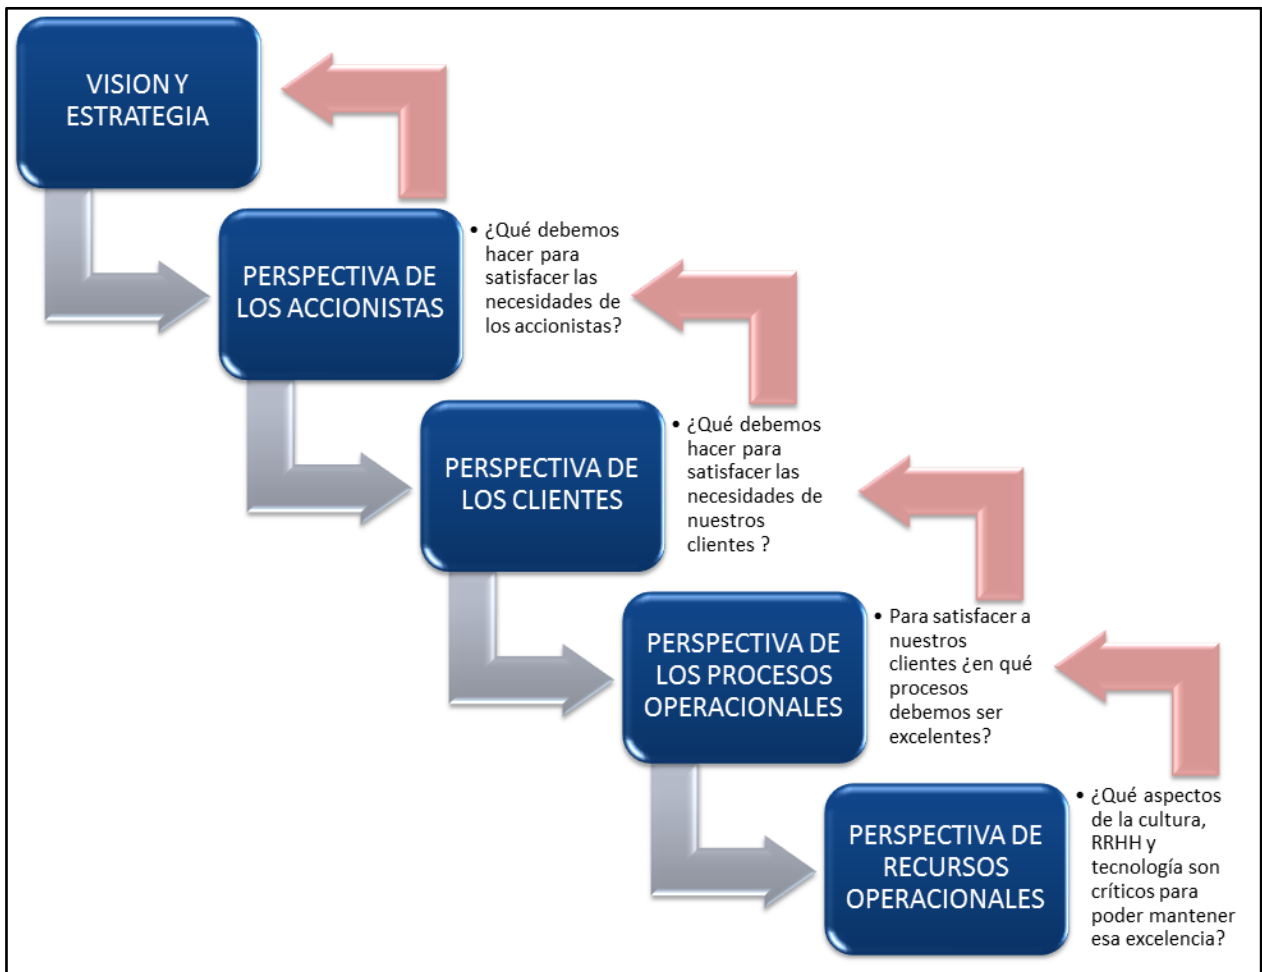 VISION Y
ESTRATEGIA
PERSPECTIVA DE
LOS ACCIONISTAS
• ¿Qué debemos
hacer para
satisfacer las
necesidades de
los accionistas?
PERSPECTIVA DE
LOS CLIENTES
• ¿Qué debemos
hacer para
satisfacer las
necesidades de
nuestros
clientes ?
PERSPECTIVA DE
LOS PROCESOS
OPERACIONALES
• Para satisfacer a
nuestros
clientes ¿en qué
procesos
debemos ser
excelentes?
PERSPECTIVA DE
RECURSOS
OPERACIONALES
• ¿Qué aspectos
de la cultura,
RRHH y
tecnología son
críticos para
poder mantener
esa excelencia?